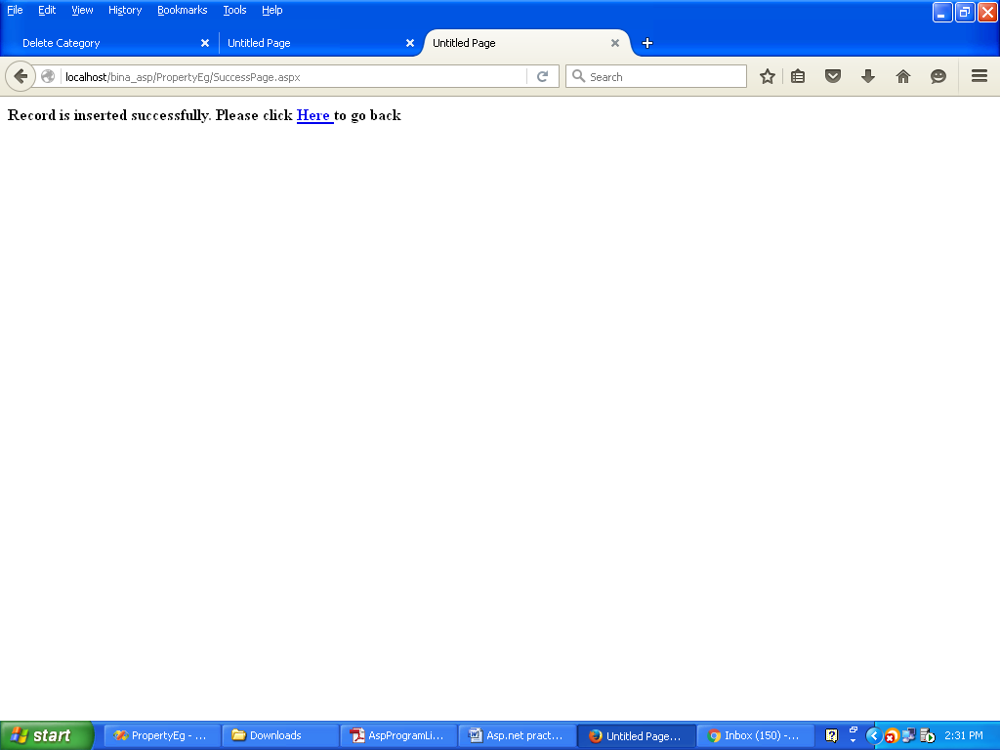 File Edit View History Bookmarks Tools Help
Delete Category Untitled Page Untitled Page
localhost/bina_asp/PropertyEg/SuccessPage.aspx Search
Record is inserted successfully. Please click Here to go back
start PropertyEg - ... Downloads AspProgramLi... Asp.net pract... Untitled Page... Inbox (150) -... 2:31 PM